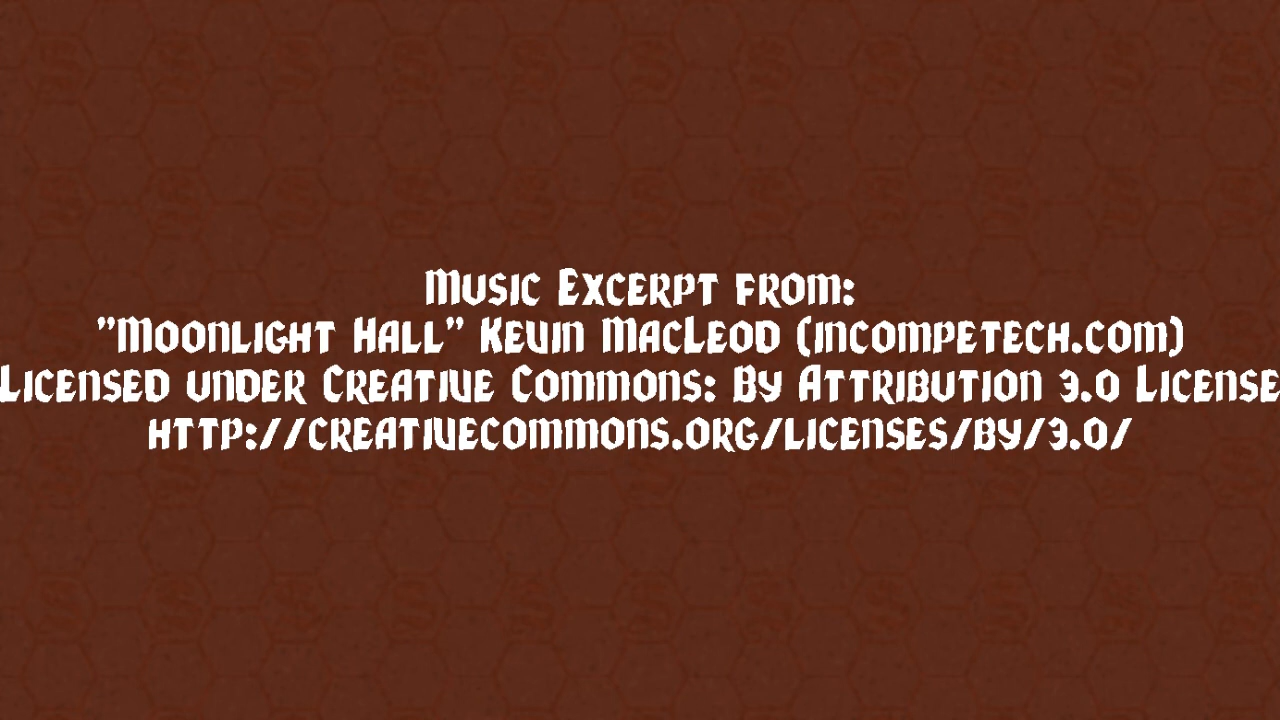 Music Excerpt from:
"Moonlight Hall" Kevin MacLeod (incompetech.com)
Licensed under Creative Commons: By Attribution 3.0 License
http://creativecommons.org/licenses/by/3.0/